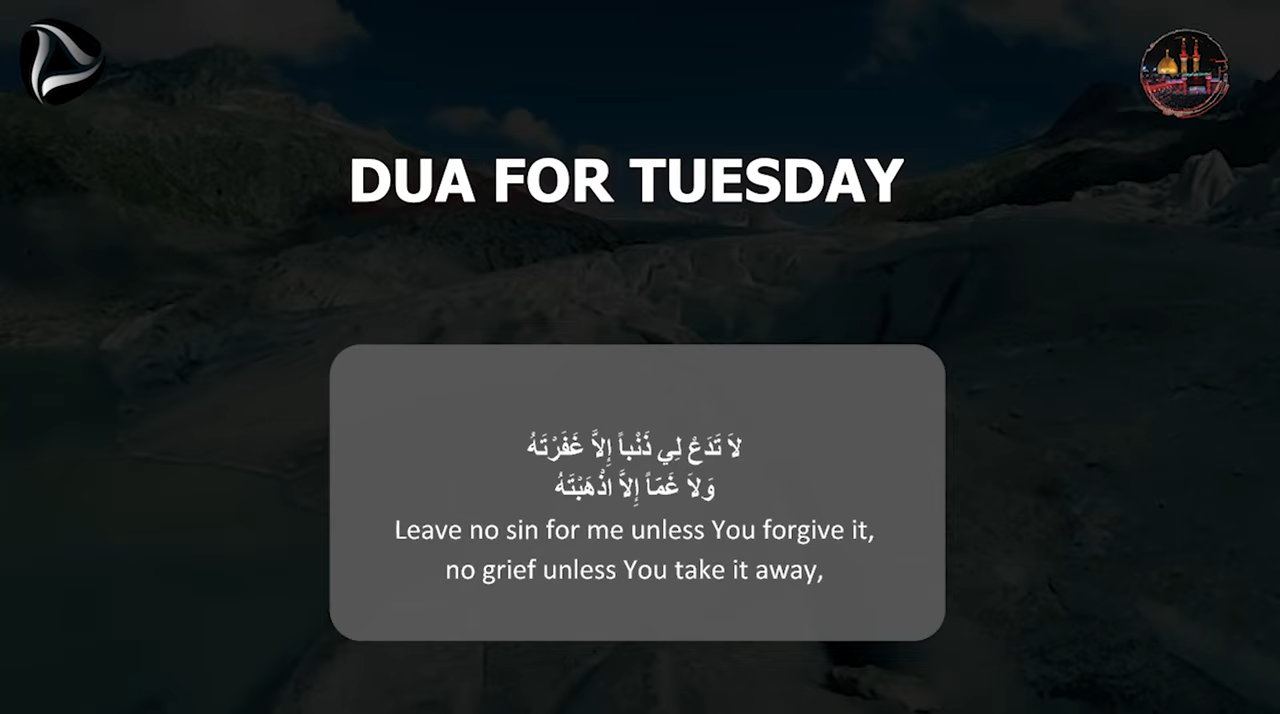 DUA FOR TUESDAY
لاَ تَدَعْ لِي ذَنْباً إِلاَّ غَفَرْتَهُ
وَلاَ غَمّاً إِلاَّ اذْهَبْتَهُ
Leave no sin for me unless You forgive it,
no grief unless You take it away,